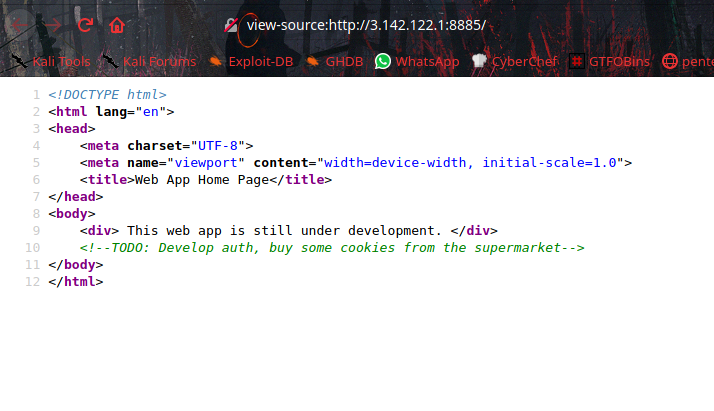 view-source:http://3.142.122.1:8885/
Kali Tools Kali Forums Exploit-DB GHDB WhatsApp CyberChef GTFOBins pente
1 <!DOCTYPE html>
2 <html lang="en">
3 <head>
4     <meta charset="UTF-8">
5     <meta name="viewport" content="width=device-width, initial-scale=1.0">
6     <title>Web App Home Page</title>
7 </head>
8 <body>
9     <div> This web app is still under development. </div>
10     <!--TODO: Develop auth, buy some cookies from the supermarket-->
11 </body>
12 </html>